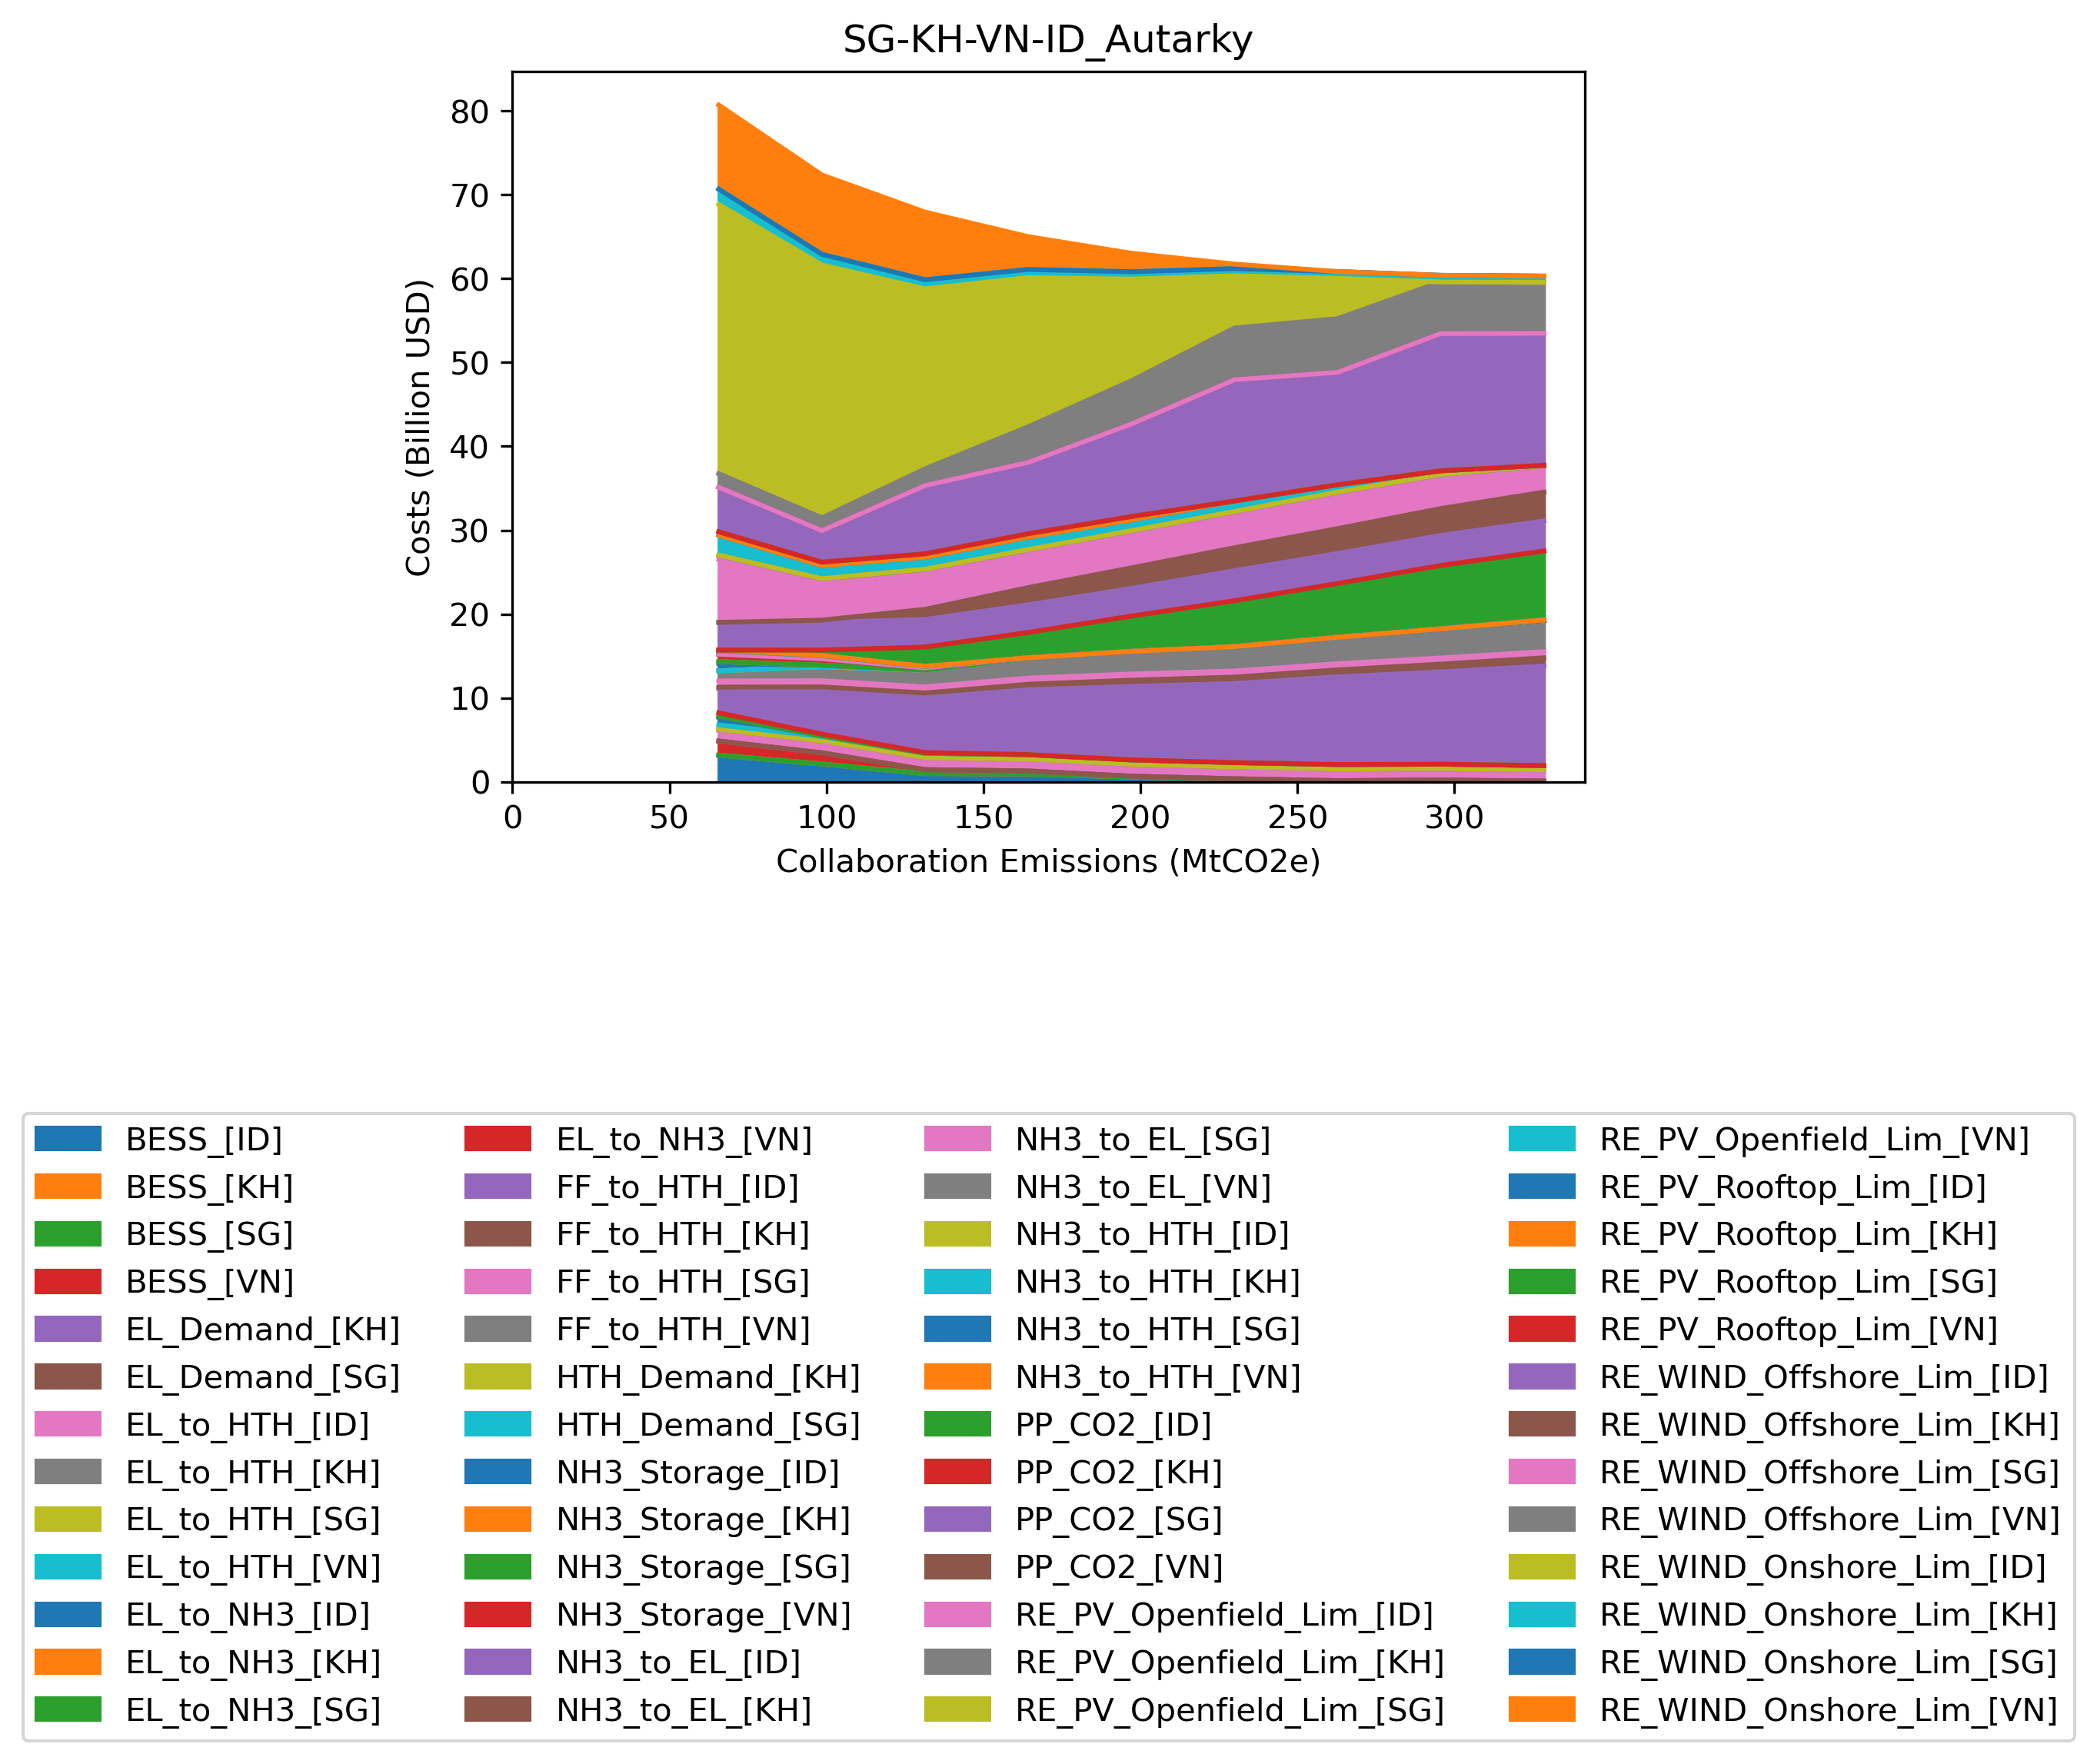 SG-KH-VN-ID_Autarky
Costs (Billion USD)
80
70
60
50
40
30
20
10
0
0 50 100 150 200 250 300
Collaboration Emissions (MtCO2e)
BESS_[ID]
BESS_[KH]
BESS_[SG]
BESS_[VN]
EL_Demand_[KH]
EL_Demand_[SG]
EL_to_HTH_[ID]
EL_to_HTH_[KH]
EL_to_HTH_[SG]
EL_to_HTH_[VN]
EL_to_NH3_[ID]
EL_to_NH3_[KH]
EL_to_NH3_[SG]
EL_to_NH3_[VN]
FF_to_HTH_[ID]
FF_to_HTH_[KH]
FF_to_HTH_[SG]
FF_to_HTH_[VN]
HTH_Demand_[KH]
HTH_Demand_[SG]
NH3_Storage_[ID]
NH3_Storage_[KH]
NH3_Storage_[SG]
NH3_Storage_[VN]
NH3_to_EL_[ID]
NH3_to_EL_[KH]
NH3_to_EL_[SG]
NH3_to_EL_[VN]
NH3_to_HTH_[ID]
NH3_to_HTH_[KH]
NH3_to_HTH_[SG]
NH3_to_HTH_[VN]
PP_CO2_[ID]
PP_CO2_[KH]
PP_CO2_[SG]
PP_CO2_[VN]
RE_PV_Openfield_Lim_[ID]
RE_PV_Openfield_Lim_[KH]
RE_PV_Openfield_Lim_[SG]
RE_PV_Openfield_Lim_[VN]
RE_PV_Rooftop_Lim_[ID]
RE_PV_Rooftop_Lim_[KH]
RE_PV_Rooftop_Lim_[SG]
RE_PV_Rooftop_Lim_[VN]
RE_WIND_Offshore_Lim_[ID]
RE_WIND_Offshore_Lim_[KH]
RE_WIND_Offshore_Lim_[SG]
RE_WIND_Offshore_Lim_[VN]
RE_WIND_Onshore_Lim_[ID]
RE_WIND_Onshore_Lim_[KH]
RE_WIND_Onshore_Lim_[SG]
RE_WIND_Onshore_Lim_[VN]